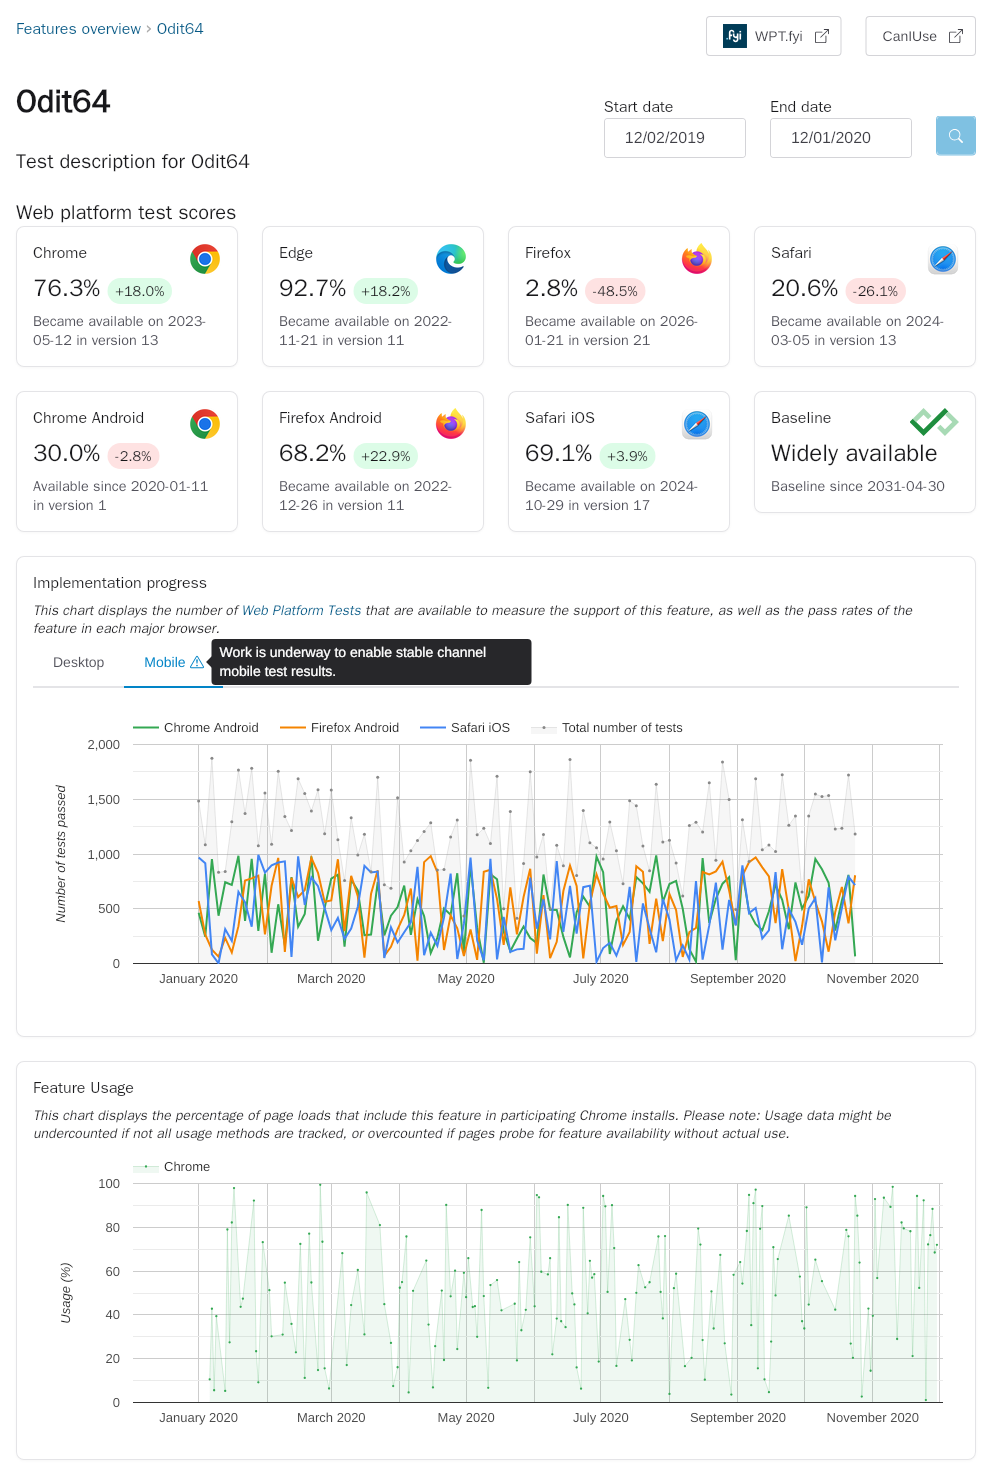 Features overview › Odit64
.fyi WPT.fyi
CanIUse
Odit64
Start date
End date
12/02/2019
12/01/2020
Test description for Odit64
Web platform test scores
Chrome
76.3% +18.0%
Became available on 2023-
05-12 in version 13
Edge
92.7% +18.2%
Became available on 2022-
11-21 in version 11
Firefox
2.8% -48.5%
Became available on 2026-
01-21 in version 21
Safari
20.6% -26.1%
Became available on 2024-
03-05 in version 13
Chrome Android
30.0% -2.8%
Available since 2020-01-11
in version 1
Firefox Android
68.2% +22.9%
Became available on 2022-
12-26 in version 11
Safari iOS
69.1% +3.9%
Became available on 2024-
10-29 in version 17
Baseline
Widely available
Baseline since 2031-04-30
Implementation progress
This chart displays the number of Web Platform Tests that are available to measure the support of this feature, as well as the pass rates of the
feature in each major browser.
Desktop
Mobile
Work is underway to enable stable channel
mobile test results.
Chrome Android
Firefox Android
Safari iOS
Total number of tests
Number of tests passed
2,000
1,500
1,000
500
0
January 2020
March 2020
May 2020
July 2020
September 2020
November 2020
Feature Usage
This chart displays the percentage of page loads that include this feature in participating Chrome installs. Please note: Usage data might be
undercounted if not all usage methods are tracked, or overcounted if pages probe for feature availability without actual use.
Chrome
Usage (%)
100
80
60
40
20
0
January 2020
March 2020
May 2020
July 2020
September 2020
November 2020